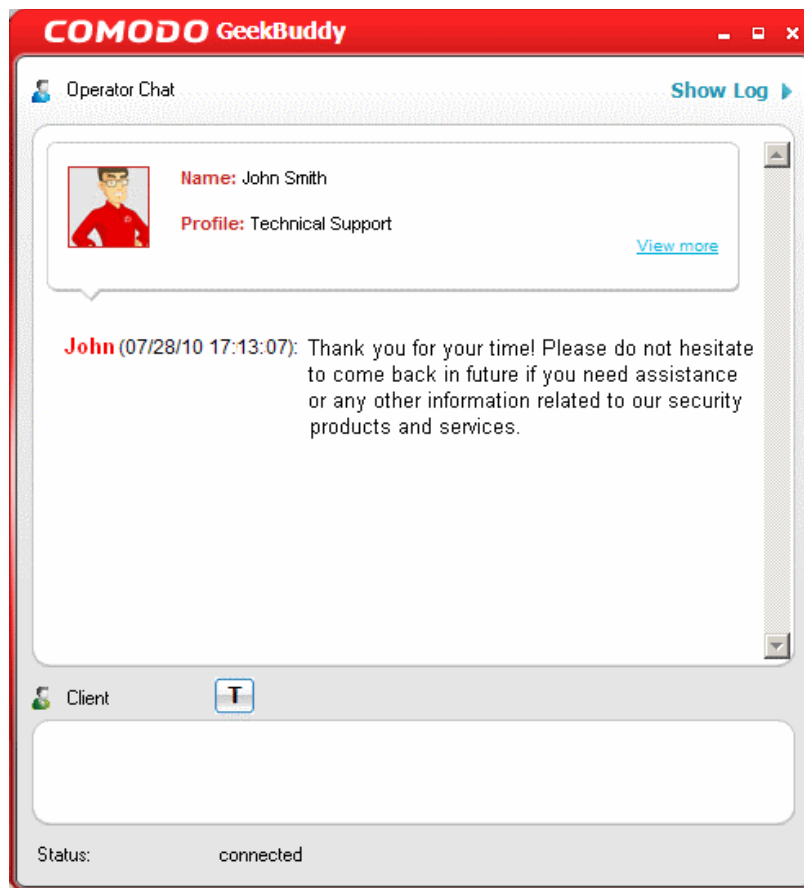 COMODO GeekBuddy
Operator Chat
Show Log
Name: John Smith
Profile: Technical Support
View more
John (07/28/10 17:13:07): Thank you for your time! Please do not hesitate
to come back in future if you need assistance
or any other information related to our security
products and services.
Client
T
Status: connected